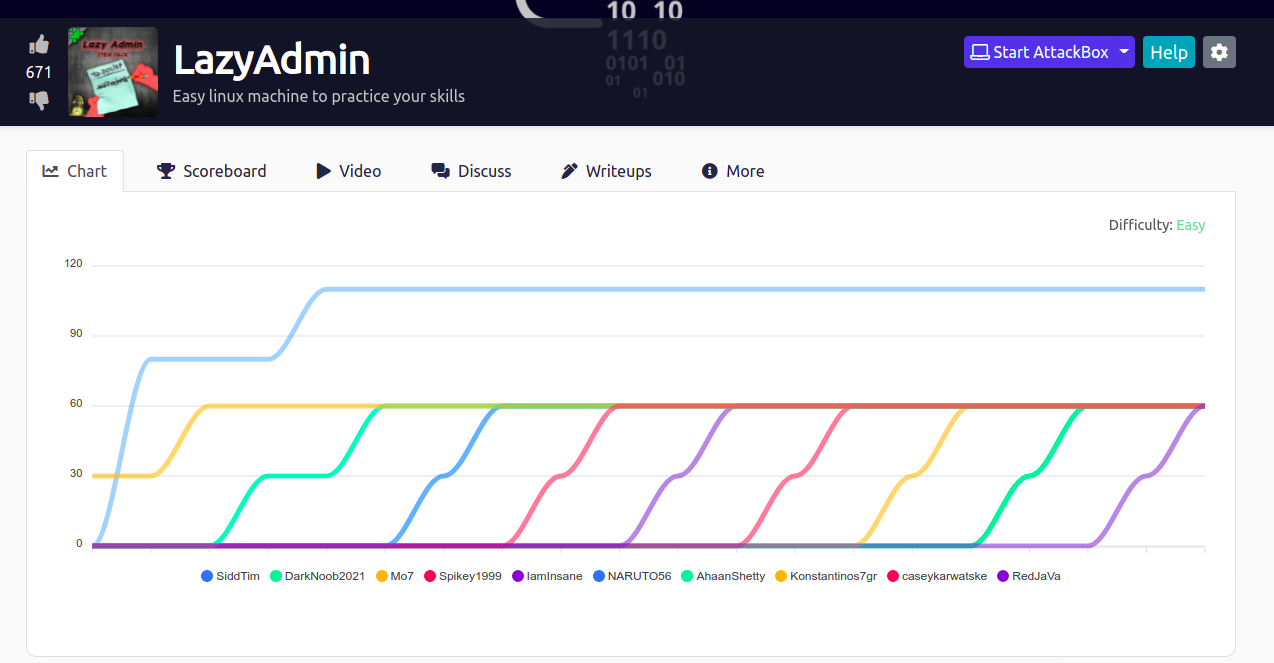 10 10
1110
0101 01
01 010
01
671
Lazy Admin
LazyAdmin
Easy linux machine to practice your skills
Start AttackBox
Help
Chart
Scoreboard
Video
Discuss
Writeups
More
Difficulty: Easy
120
90
60
30
0
SiddTim DarkNoob2021 Mo7 Spikey1999 IamInsane NARUTO56 AhaanShetty Konstantinos7gr caseykarwatske RedJaVa